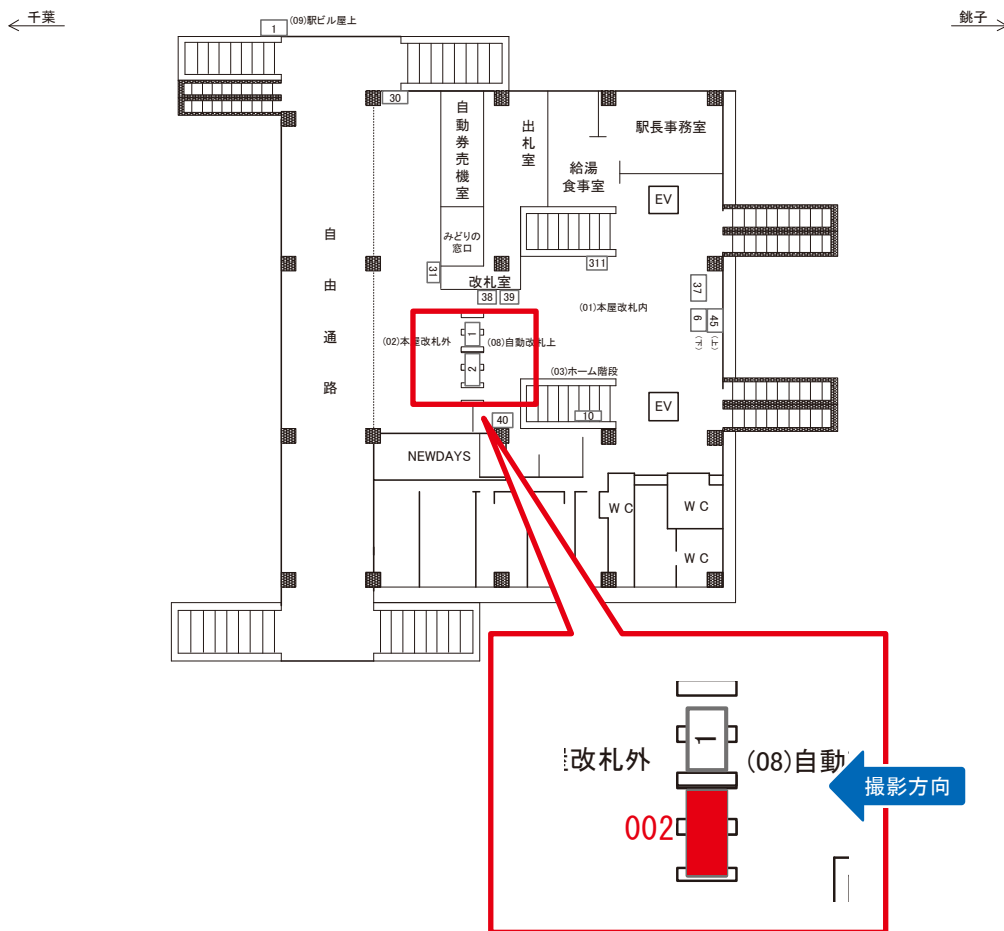 千葉
銚子
1
(09)駅ビル屋上
30
自動券売機室
出札室
給湯
食事室
駅長事務室
EV
みどりの
窓口
自由通路
31
改札室
311
38
39
(01)本屋改札内
37
6
45
(下)
(上)
(02)本屋改札外
1
(08)自動改札上
2
(03)ホーム階段
10
EV
40
NEWDAYS
WC
WC
WC
改札外
1
(08)自動
撮影方向
002